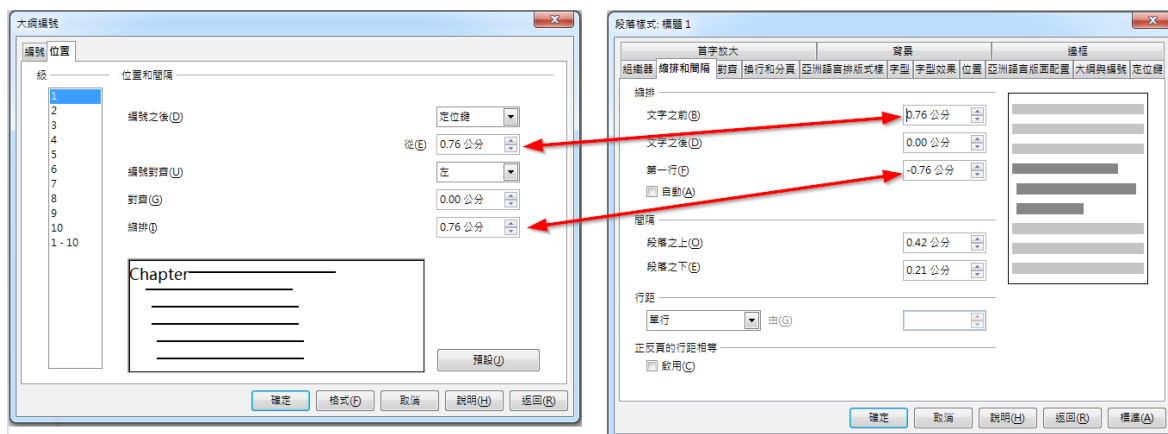 大綱編號
編號 位置
級
位置和間隔
1
2
3
4
5
6
7
8
9
10
1 - 10
編號之後(D)
定位鍵
從(E) 0.76 公分
編號對齊(U)
左
對齊(G)
0.00 公分
縮排(I)
0.76 公分
Chapter
預設(J)
確定 格式(F) 取消 說明(H) 返回(R)
段落樣式: 標題 1
首字放大 背景 邊框
組織器 縮排和間隔 對齊 換行和分頁 亞洲語言排版式樣 字型 字型效果 位置 亞洲語言版面配置 大綱與編號 定位鍵
縮排
文字之前(B) 0.76 公分
文字之後(D) 0.00 公分
第一行(F) -0.76 公分
自動(A)
間隔
段落之上(O) 0.42 公分
段落之下(E) 0.21 公分
行距
單行 由(G)
正反頁的行距相等
啟用(C)
確定 取消 說明(H) 返回(R) 標準(A)